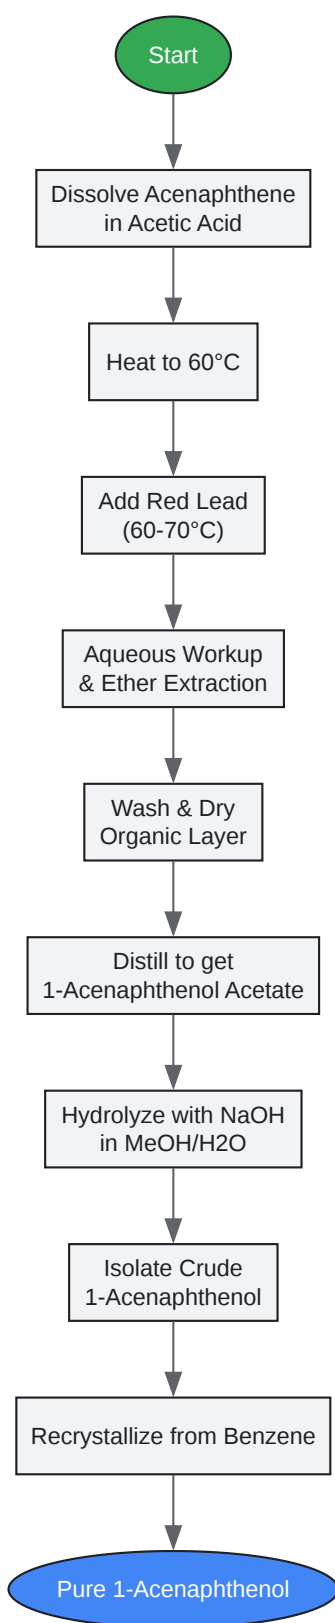 Start
Dissolve Acenaphthene
in Acetic Acid
Heat to 60°C
Add Red Lead
(60-70°C)
Aqueous Workup
& Ether Extraction
Wash & Dry
Organic Layer
Distill to get
1-Acenaphthenol Acetate
Hydrolyze with NaOH
in MeOH/H2O
Isolate Crude
1-Acenaphthenol
Recrystallize from Benzene
Pure 1-Acenaphthenol